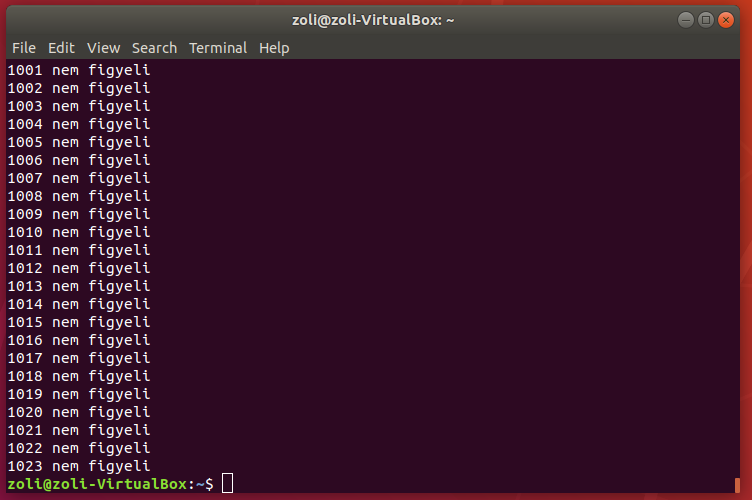 zoli@zoli-VirtualBox: ~
File Edit View Search Terminal Help
1001 nem figyeli
1002 nem figyeli
1003 nem figyeli
1004 nem figyeli
1005 nem figyeli
1006 nem figyeli
1007 nem figyeli
1008 nem figyeli
1009 nem figyeli
1010 nem figyeli
1011 nem figyeli
1012 nem figyeli
1013 nem figyeli
1014 nem figyeli
1015 nem figyeli
1016 nem figyeli
1017 nem figyeli
1018 nem figyeli
1019 nem figyeli
1020 nem figyeli
1021 nem figyeli
1022 nem figyeli
1023 nem figyeli
zoli@zoli-VirtualBox:~$